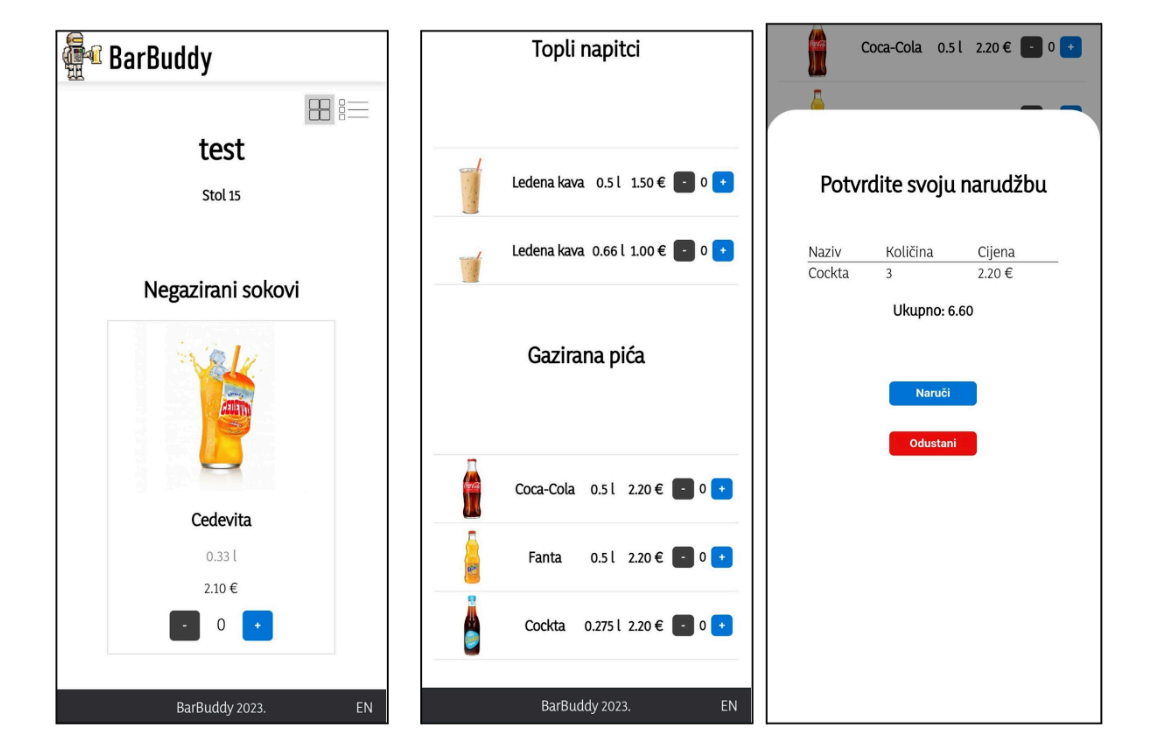 BarBuddy
test
Stol 15
Negazirani sokovi
CEDEVITA
Cedevita
0.33 l
2.10 €
- 0 +
BarBuddy 2023. EN
Topli napitci
Ledena kava 0.5 l 1.50 € - 0 +
Ledena kava 0.66 l 1.00 € - 0 +
Gazirana pića
Coca-Cola 0.5 l 2.20 € - 0 +
Fanta 0.5 l 2.20 € - 0 +
Cockta 0.275 l 2.20 € - 0 +
BarBuddy 2023. EN
Coca-Cola 0.5 l 2.20 € - 0 +
Potvrdite svoju narudžbu
Naziv Količina Cijena
Cockta 3 2.20 €
Ukupno: 6.60
Naruči
Odustani